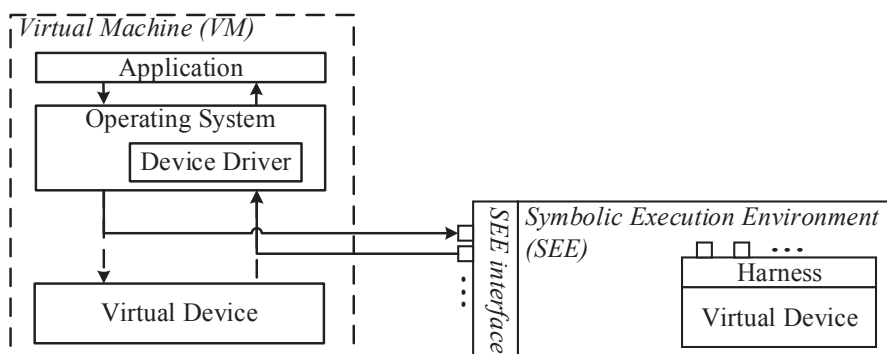 Virtual Machine (VM)
Application
Operating System
Device Driver
Virtual Device
SEE interface
Symbolic Execution Environment
(SEE)
Harness
Virtual Device